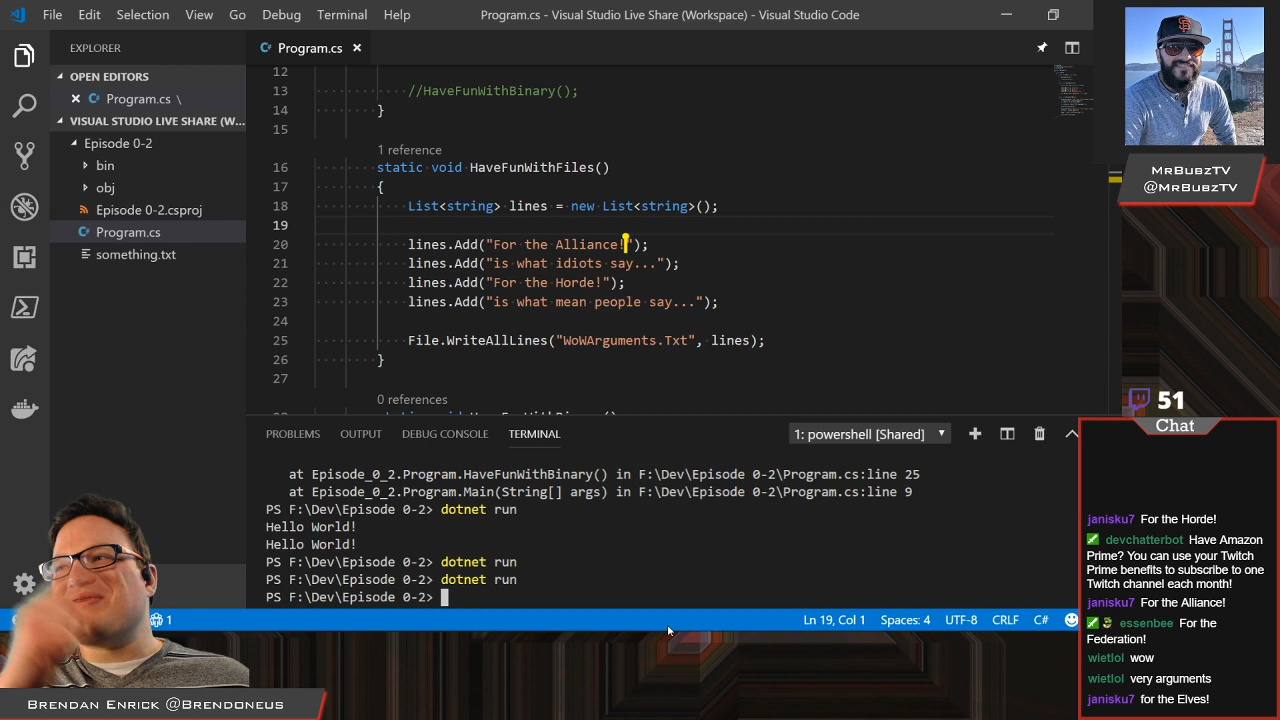 File Edit Selection View Go Debug Terminal Help
Program.cs - Visual Studio Live Share (Workspace) - Visual Studio Code
EXPLORER
OPEN EDITORS
Program.cs \
VISUAL STUDIO LIVE SHARE (W...
Episode 0-2
bin
obj
Episode 0-2.csproj
Program.cs
something.txt
Program.cs
12
13 //HaveFunWithBinary();
14 }
15
1 reference
16 static void HaveFunWithFiles()
17 {
18 List<string> lines = new List<string>();
19
20 lines.Add("For the Alliance!");
21 lines.Add("is what idiots say...");
22 lines.Add("For the Horde!");
23 lines.Add("is what mean people say...");
24
25 File.WriteAllLines("WoWArguments.Txt", lines);
26 }
27
0 references
PROBLEMS OUTPUT DEBUG CONSOLE TERMINAL
1: powershell [Shared]
at Episode_0_2.Program.HaveFunWithBinary() in F:\Dev\Episode 0-2\Program.cs:line 25
at Episode_0_2.Program.Main(String[] args) in F:\Dev\Episode 0-2\Program.cs:line 9
PS F:\Dev\Episode 0-2> dotnet run
Hello World!
Hello World!
PS F:\Dev\Episode 0-2> dotnet run
PS F:\Dev\Episode 0-2> dotnet run
PS F:\Dev\Episode 0-2>
1
Ln 19, Col 1 Spaces: 4 UTF-8 CRLF C#
Brendan Enrick @Brendoneus
MrBubzTV
@MrBubzTV
51
Chat
janisku7 For the Horde!
devchatterbot Have Amazon
Prime? You can use your Twitch
Prime benefits to subscribe to one
Twitch channel each month!
janisku7 For the Alliance!
essenbee For the
Federation!
wietlol wow
wietlol very arguments
janisku7 for the Elves!